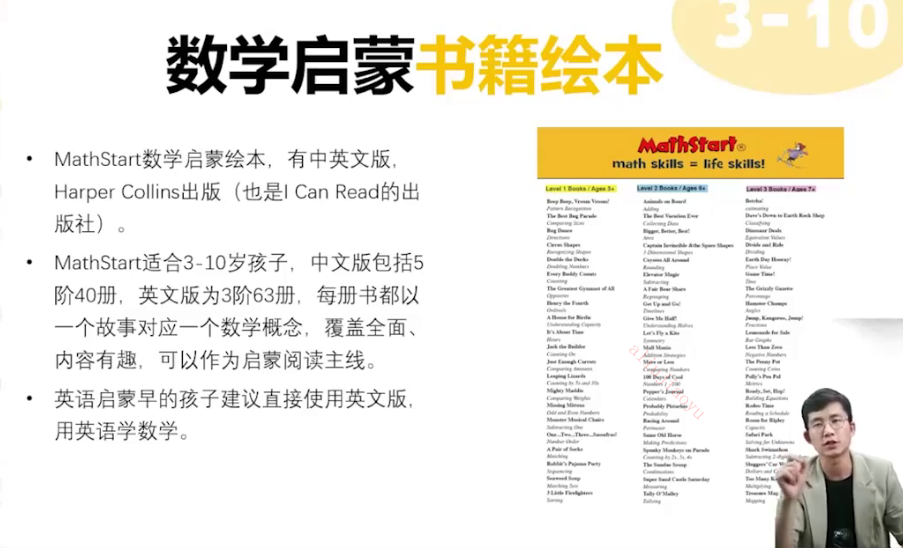 3-10
数学启蒙书籍绘本
• MathStart数学启蒙绘本，有中英文版，
Harper Collins出版（也是I Can Read的出
版社）。
• MathStart适合3-10岁孩子，中文版包括5
阶40册，英文版为3阶63册，每册书都以
一个故事对应一个数学概念，覆盖全面、
内容有趣，可以作为启蒙阅读主线。
• 英语启蒙早的孩子建议直接使用英文版，
用英语学数学。
MathStart®
math skills = life skills!
Level 1 Books / Ages 3+
Beep Beep, Vroom Vroom!
Pattern Recognition
The Best Bug Parade
Comparing Sizes
Bug Dance
Directions
Circus Shapes
Recognizing Shapes
Double the Ducks
Doubling Numbers
Every Buddy Counts
Counting
The Greatest Gymnast of All
Opposites
Henry the Fourth
Ordinals
A House for Birdie
Understanding Capacity
It's About Time
Hours
Jack the Builder
Counting On
Just Enough Carrots
Comparing Amounts
Leaping Lizards
Counting by 5s and 10s
Mighty Maddie
Comparing Weights
Missing Mittens
Odd and Even Numbers
Monster Musical Chairs
Subtracting One
One...Two...Three...Sassafras!
Number Order
A Pair of Socks
Matching
Rabbit's Pajama Party
Sequencing
Seaweed Soup
Matching Sets
3 Little Firefighters
Sorting
Level 2 Books / Ages 6+
Animals on Board
Adding
The Best Vacation Ever
Collecting Data
Bigger, Better, Best!
Area
Captain Invincible &the Space Shapes
3 Dimensional Shapes
Coyotes All Around
Rounding
Elevator Magic
Subtracting
A Fair Bear Share
Regrouping
Get Up and Go!
Timelines
Give Me Half!
Understanding Halves
Let's Fly a Kite
Symmetry
Mall Mania
Addition Strategies
More or Less
Comparing Numbers
100 Days of Cool
Numbers 1-100
Pepper's Journal
Calendars
Probably Pistachio
Probability
Racing Around
Perimeter
Same Old Horse
Making Predictions
Spunky Monkeys on Parade
Counting by 2s, 3s, 4s
The Sundae Scoop
Combinations
Super Sand Castle Saturday
Measuring
Tally O'Malley
Tallying
Level 3 Books / Ages 7+
Betcha!
estimating
Dave's Down to Earth Rock Shop
Classifying
Dinosaur Deals
Equivalent Values
Divide and Ride
Dividing
Earth Day Hooray!
Place Value
Game Time!
Time
The Grizzly Gazette
Percentage
Hamster Champs
Angles
Jump, Kangaroo, Jump!
Fractions
Lemonade for Sale
Bar Graphs
Less Than Zero
Negative Numbers
The Penny Pot
Counting Coins
Polly's Pen Pal
Metrics
Ready, Set, Hop!
Building Equations
Rodeo Time
Reading a Schedule
Room for Ripley
Capacity
Safari Park
Solving for Unknowns
Shark Swimathon
Subtracting 2-digit
Sluggers' Car W
Dollars and C
Too Many K
Multiplying
Treasure Map
Mapping